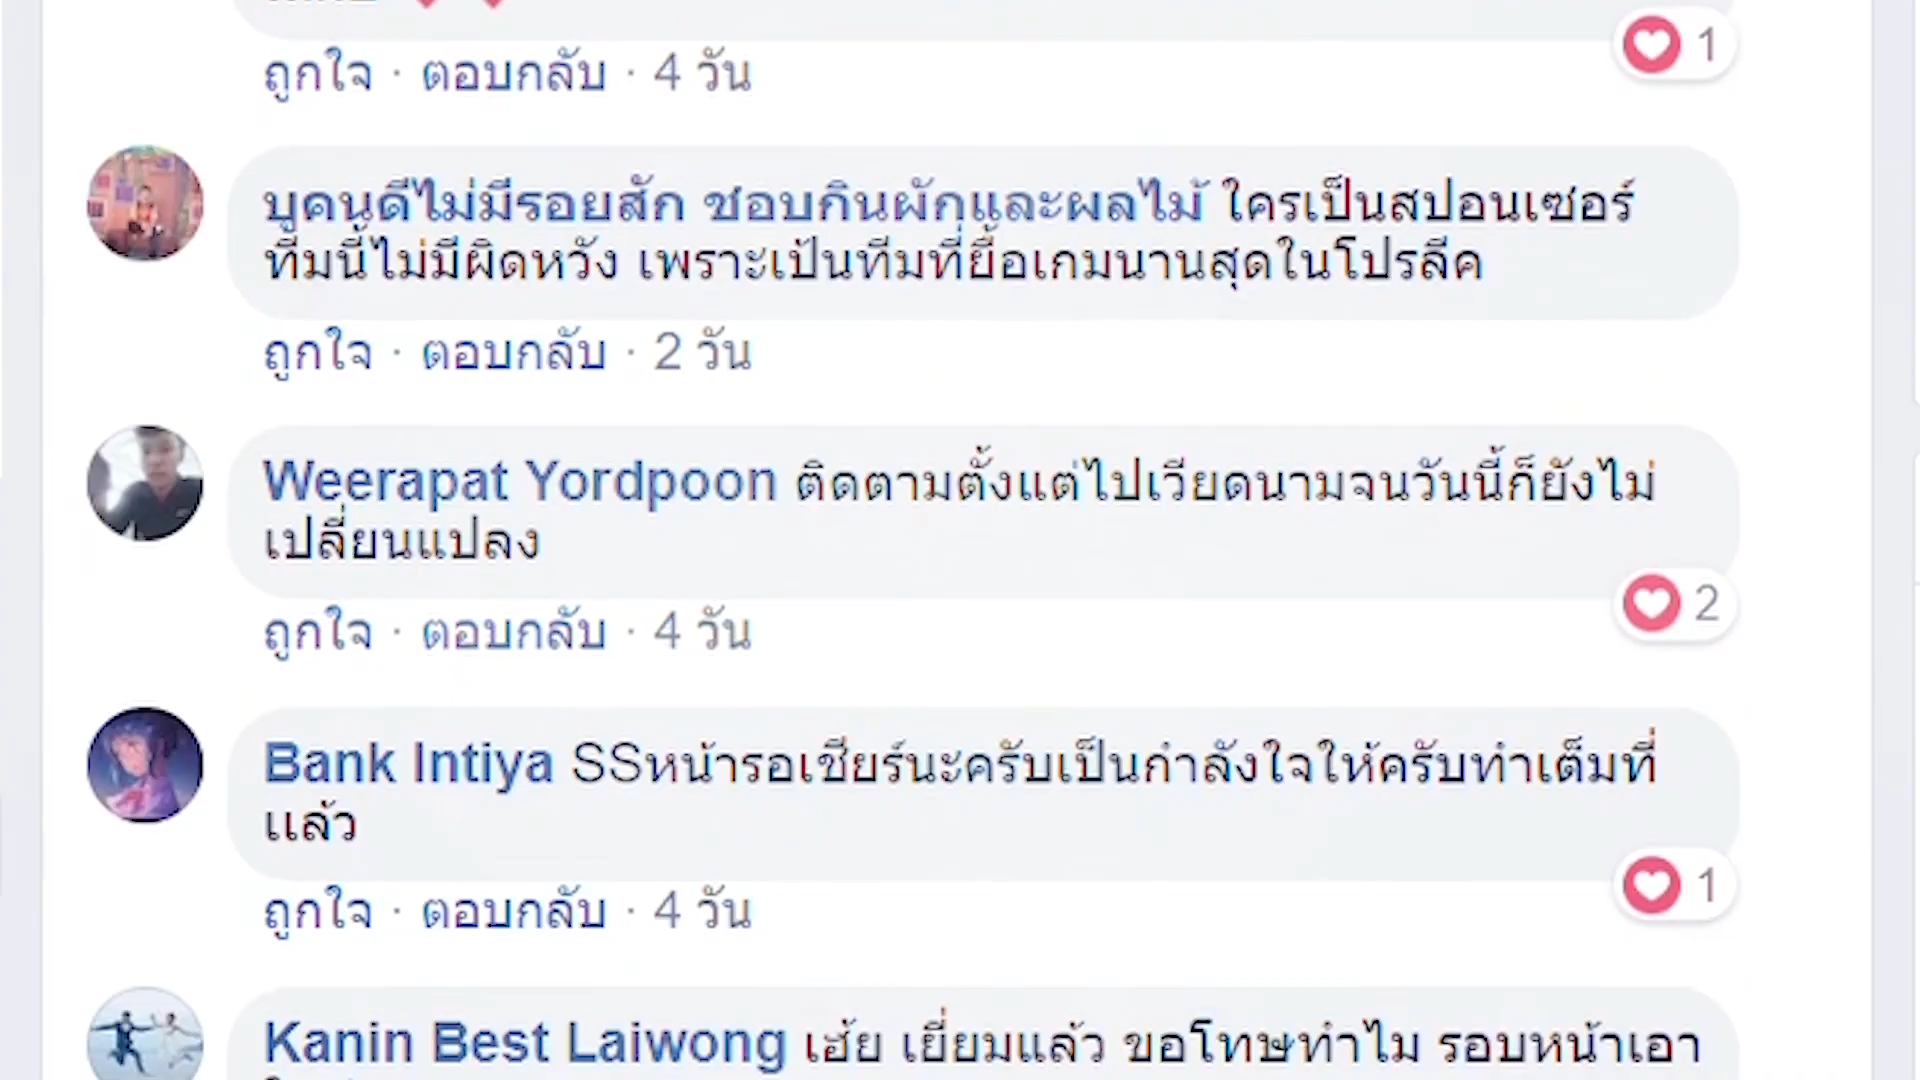 ถูกใจ · ตอบกลับ · 4 วัน
1
บูคนดีไม่มีรอยสัก ชอบกินผักและผลไม้ ใครเป็นสปอนเซอร์
ทีมนี้ไม่มีผิดหวัง เพราะเป้นทีมที่ยื้อเกมนานสุดในโปรลีค
ถูกใจ · ตอบกลับ · 2 วัน
Weerapat Yordpoon ติดตามตั้งแต่ไปเวียดนามจนวันนี้ก็ยังไม่
เปลี่ยนแปลง
2
ถูกใจ · ตอบกลับ · 4 วัน
Bank Intiya SSหน้ารอเชียร์นะครับเป็นกำลังใจให้ครับทำเต็มที่
แล้ว
1
ถูกใจ · ตอบกลับ · 4 วัน
Kanin Best Laiwong เฮ้ย เยี่ยมแล้ว ขอโทษทำไม รอบหน้าเอา